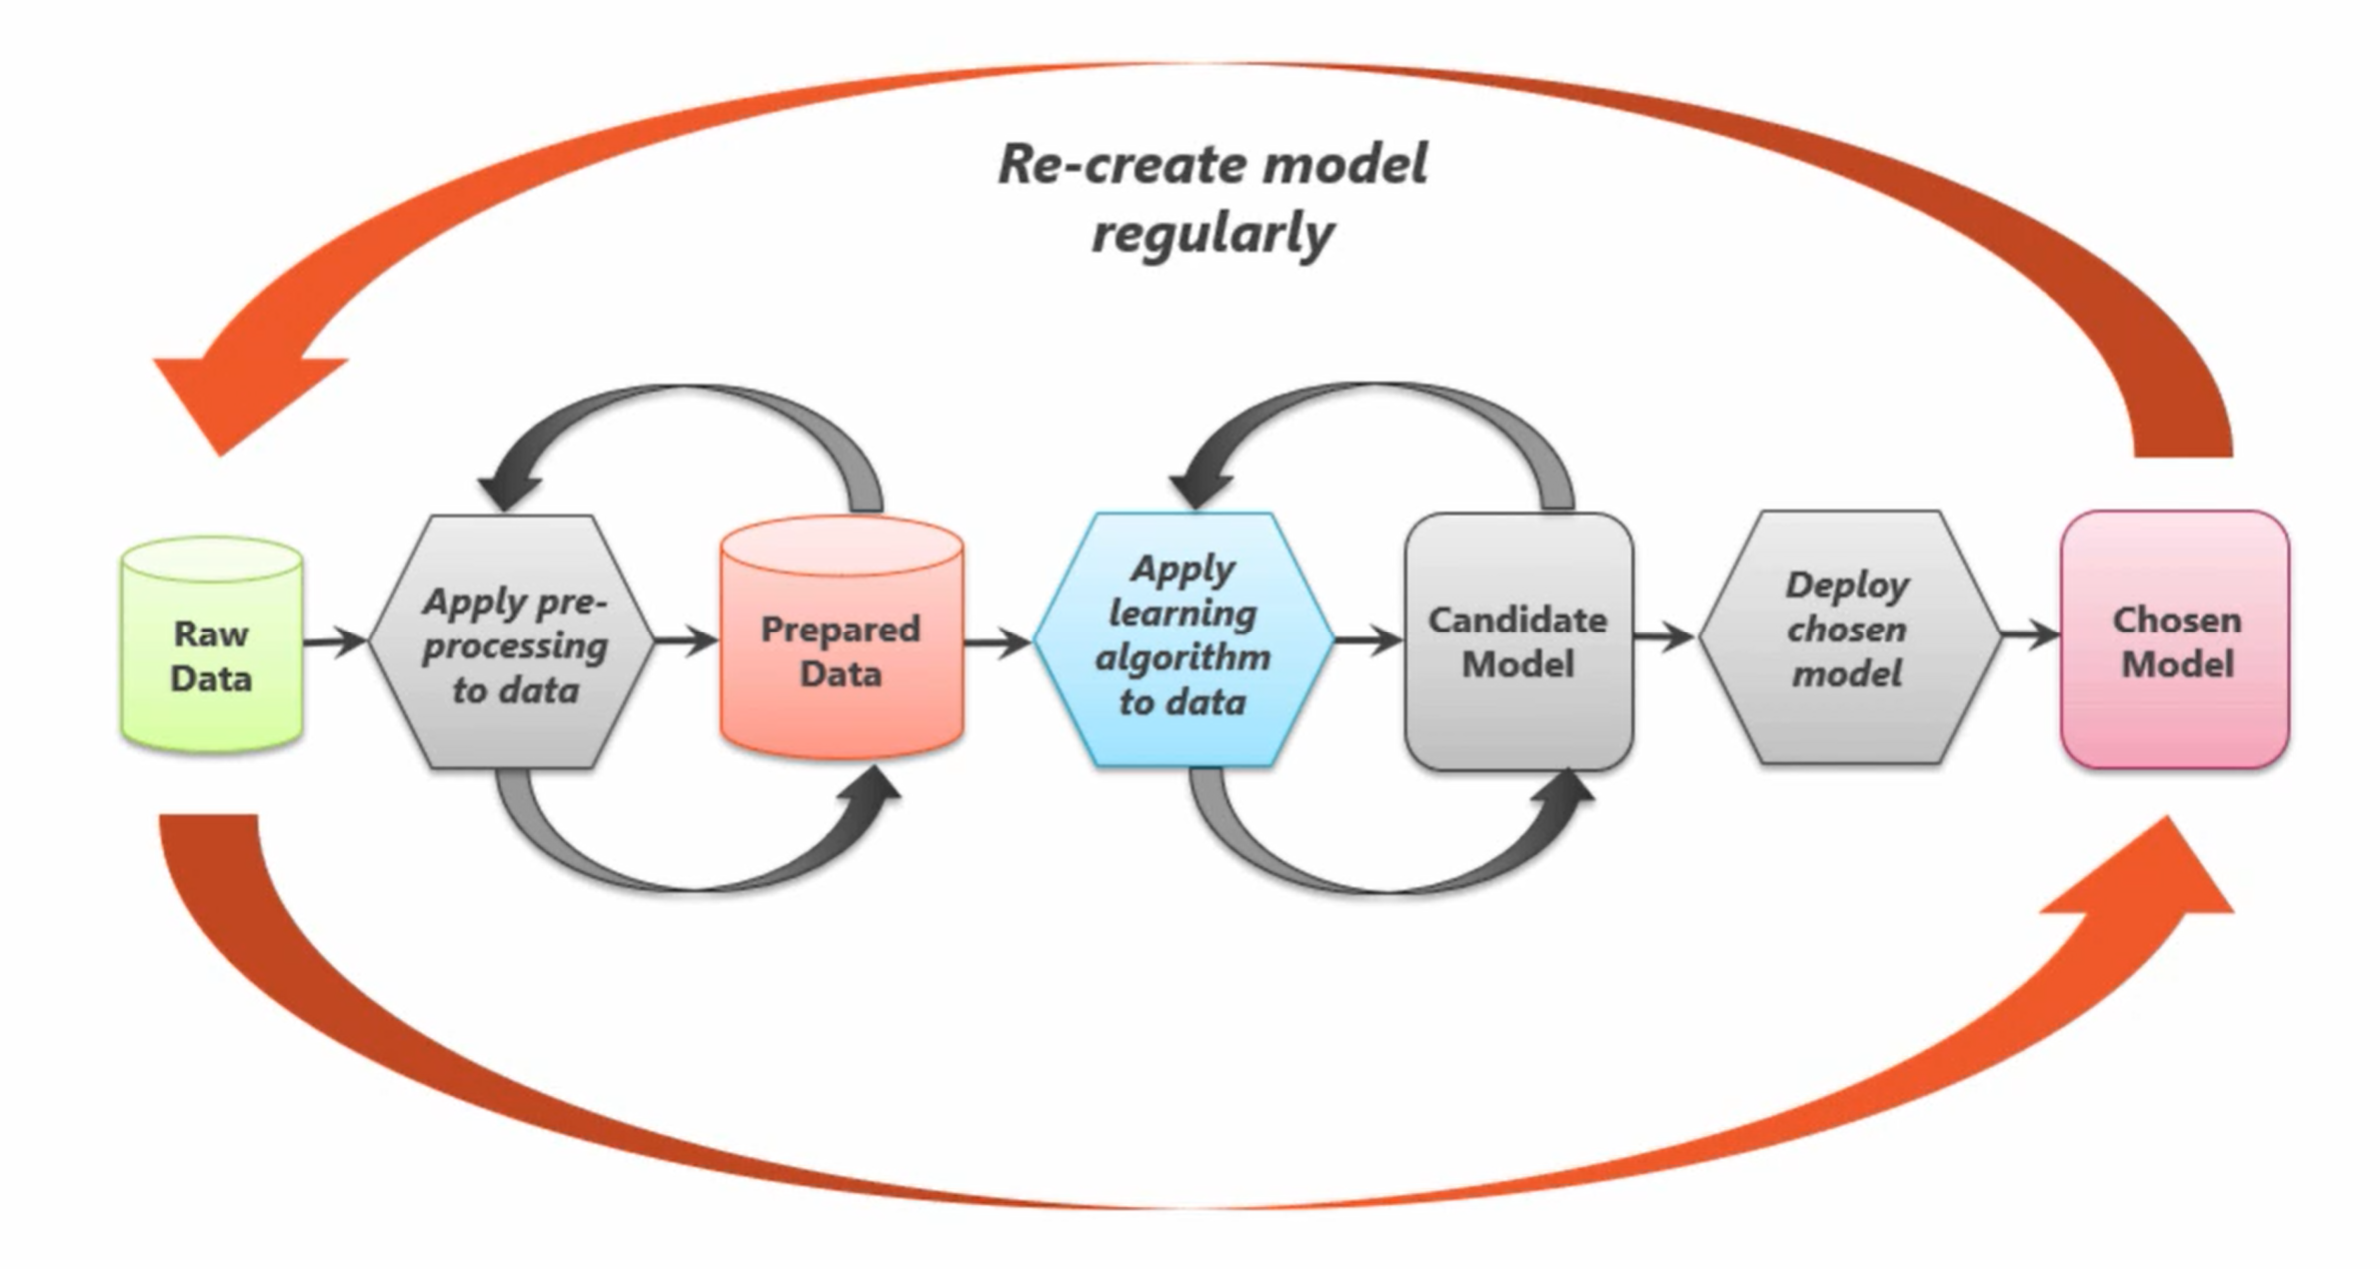 Re-create model
regularly
Raw
Data
Apply pre-
processing
to data
Prepared
Data
Apply
learning
algorithm
to data
Candidate
Model
Deploy
chosen
model
Chosen
Model